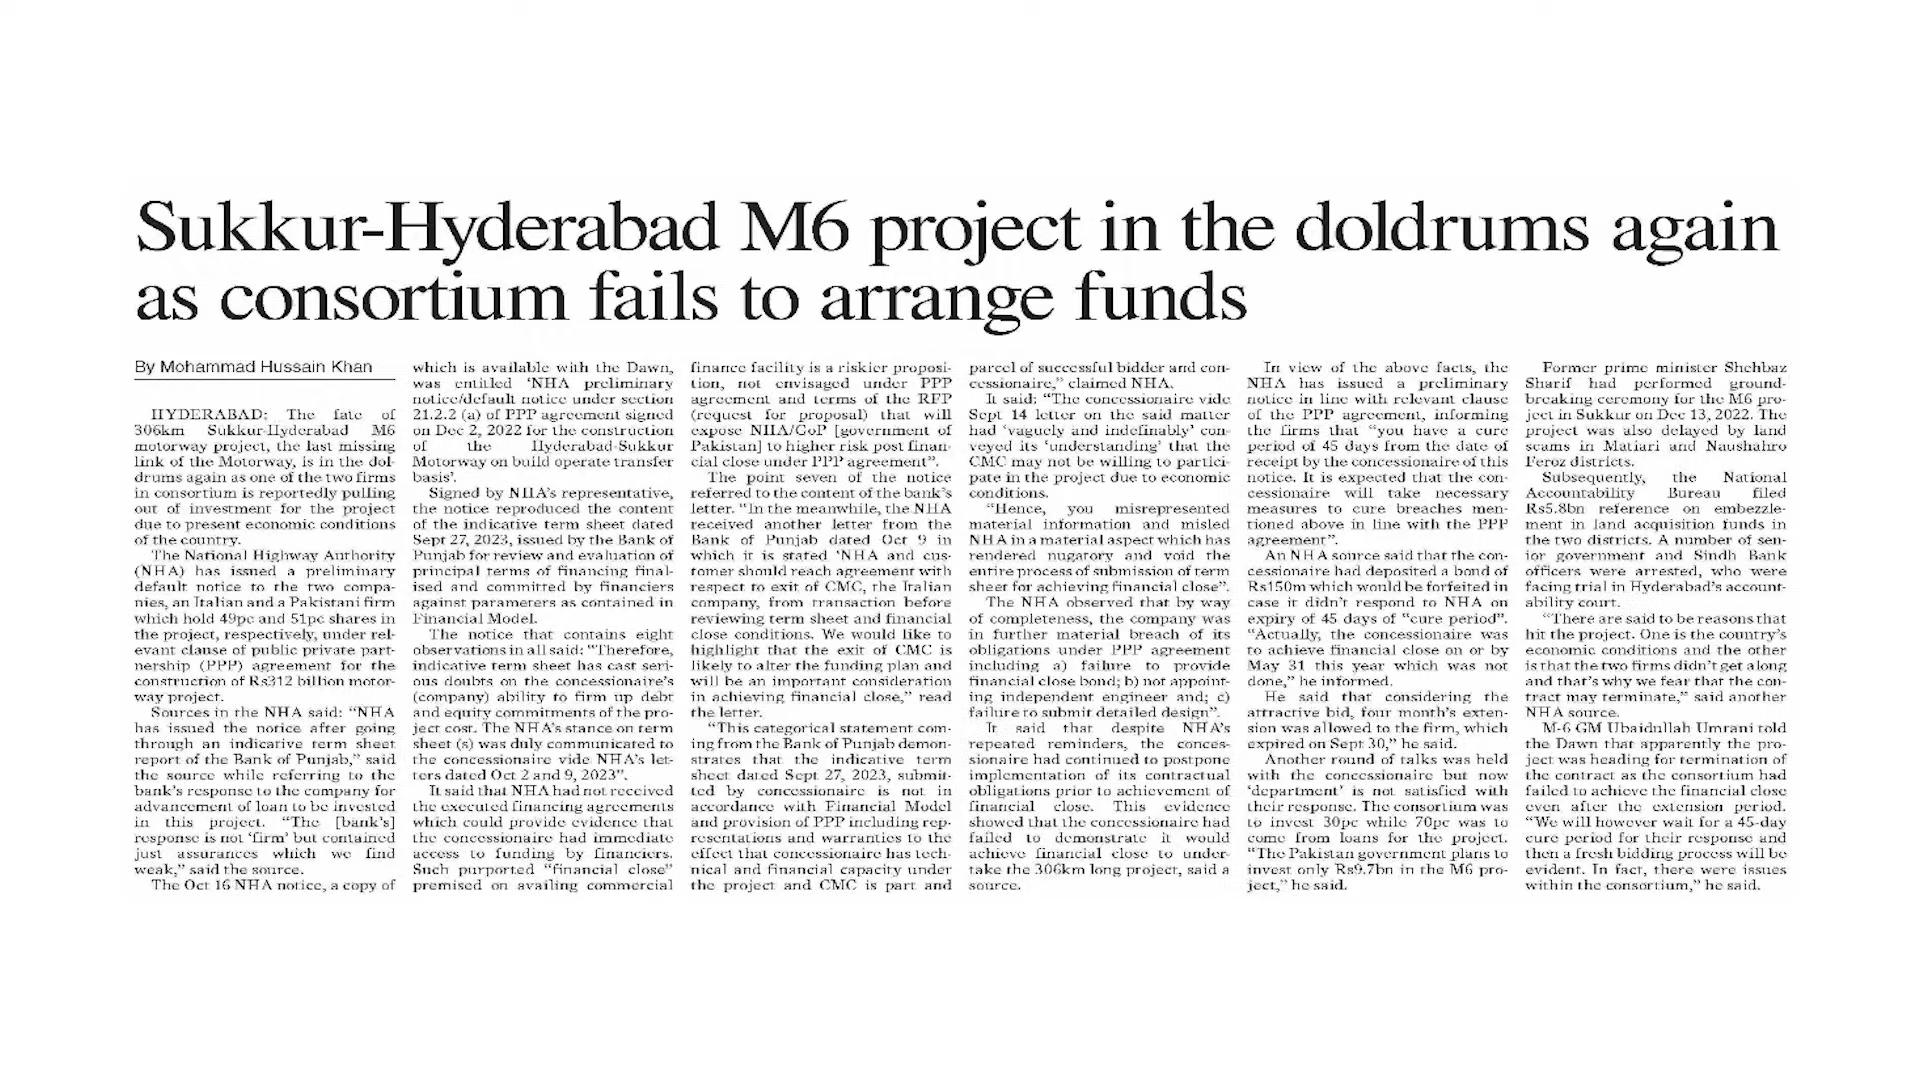 Sukkur-Hyderabad M6 project in the doldrums again
as consortium fails to arrange funds
By Mohammad Hussain Khan
HYDERABAD: The fate of
306km Sukkur-Hyderabad M6
motorway project, the last missing
link of the Motorway, is in the dol-
drums again as one of the two firms
in consortium is reportedly pulling
out of investment for the project
due to present economic conditions
of the country.
The National Highway Authority
(NHA) has issued a preliminary
default notice to the two compa-
nies, an Italian and a Pakistani firm
which hold 49pc and 51pc shares in
the project, respectively, under rel-
evant clause of public private part-
nership (PPP) agreement for the
construction of Rs312 billion motor-
way project.
Sources in the NHA said: “NHA
has issued the notice after going
through an indicative term sheet
report of the Bank of Punjab,” said
the source while referring to the
bank’s response to the company for
advancement of loan to be invested
in this project. “The [bank’s]
response is not ‘firm’ but contained
just assurances which we find
weak,” said the source.
The Oct 16 NHA notice, a copy of
which is available with the Dawn,
was entitled ‘NHA preliminary
notice/default notice under section
21.2.2 (a) of PPP agreement signed
on Dec 2, 2022 for the construction
of the Hyderabad-Sukkur
Motorway on build operate transfer
basis’.
Signed by NHA’s representative,
the notice reproduced the content
of the indicative term sheet dated
Sept 27, 2023, issued by the Bank of
Punjab for review and evaluation of
principal terms of financing final-
ised and committed by financiers
against parameters as contained in
Financial Model.
The notice that contains eight
observations in all said: “Therefore,
indicative term sheet has cast seri-
ous doubts on the concessionaire’s
(company) ability to firm up debt
and equity commitments of the pro-
ject cost. The NHA’s stance on term
sheet (s) was duly communicated to
the concessionaire vide NHA’s let-
ters dated Oct 2 and 9, 2023”.
It said that NHA had not received
the executed financing agreements
which could provide evidence that
the concessionaire had immediate
access to funding by financiers.
Such purported “financial close”
premised on availing commercial
finance facility is a riskier proposi-
tion, not envisaged under PPP
agreement and terms of the RFP
(request for proposal) that will
expose NHA/GoP [government of
Pakistan] to higher risk post finan-
cial close under PPP agreement”.
The point seven of the notice
referred to the content of the bank’s
letter. “In the meanwhile, the NHA
received another letter from the
Bank of Punjab dated Oct 9 in
which it is stated ‘NHA and cus-
tomer should reach agreement with
respect to exit of CMC, the Italian
company, from transaction before
reviewing term sheet and financial
close conditions. We would like to
highlight that the exit of CMC is
likely to alter the funding plan and
will be an important consideration
in achieving financial close,” read
the letter.
“This categorical statement com-
ing from the Bank of Punjab demon-
strates that the indicative term
sheet dated Sept 27, 2023, submit-
ted by concessionaire is not in
accordance with Financial Model
and provision of PPP including rep-
resentations and warranties to the
effect that concessionaire has tech-
nical and financial capacity under
the project and CMC is part and
parcel of successful bidder and con-
cessionaire,” claimed NHA.
It said: “The concessionaire vide
Sept 14 letter on the said matter
had ‘vaguely and indefinably’ con-
veyed its ‘understanding’ that the
CMC may not be willing to partici-
pate in the project due to economic
conditions.
“Hence, you misrepresented
material information and misled
NHA in a material aspect which has
rendered nugatory and void the
entire process of submission of term
sheet for achieving financial close”.
The NHA observed that by way
of completeness, the company was
in further material breach of its
obligations under PPP agreement
including a) failure to provide
financial close bond; b) not appoint-
ing independent engineer and; c)
failure to submit detailed design”.
It said that despite NHA’s
repeated reminders, the conces-
sionaire had continued to postpone
implementation of its contractual
obligations prior to achievement of
financial close. This evidence
showed that the concessionaire had
failed to demonstrate it would
achieve financial close to under-
take the 306km long project, said a
source.
In view of the above facts, the
NHA has issued a preliminary
notice in line with relevant clause
of the PPP agreement, informing
the firms that “you have a cure
period of 45 days from the date of
receipt by the concessionaire of this
notice. It is expected that the con-
cessionaire will take necessary
measures to cure breaches men-
tioned above in line with the PPP
agreement”.
An NHA source said that the con-
cessionaire had deposited a bond of
Rs150m which would be forfeited in
case it didn’t respond to NHA on
expiry of 45 days of “cure period”.
“Actually, the concessionaire was
to achieve financial close on or by
May 31 this year which was not
done,” he informed.
He said that considering the
attractive bid, four month’s exten-
sion was allowed to the firm, which
expired on Sept 30,” he said.
Another round of talks was held
with the concessionaire but now
‘department’ is not satisfied with
their response. The consortium was
to invest 30pc while 70pc was to
come from loans for the project.
“The Pakistan government plans to
invest only Rs9.7bn in the M6 pro-
ject,” he said.
Former prime minister Shehbaz
Sharif had performed ground-
breaking ceremony for the M6 pro-
ject in Sukkur on Dec 13, 2022. The
project was also delayed by land
scams in Matiari and Naushahro
Feroz districts.
Subsequently, the National
Accountability Bureau filed
Rs5.8bn reference on embezzle-
ment in land acquisition funds in
the two districts. A number of sen-
ior government and Sindh Bank
officers were arrested, who were
facing trial in Hyderabad’s account-
ability court.
“There are said to be reasons that
hit the project. One is the country’s
economic conditions and the other
is that the two firms didn’t get along
and that’s why we fear that the con-
tract may terminate,” said another
NHA source.
M-6 GM Ubaidullah Umrani told
the Dawn that apparently the pro-
ject was heading for termination of
the contract as the consortium had
failed to achieve the financial close
even after the extension period.
“We will however wait for a 45-day
cure period for their response and
then a fresh bidding process will be
evident. In fact, there were issues
within the consortium,” he said.